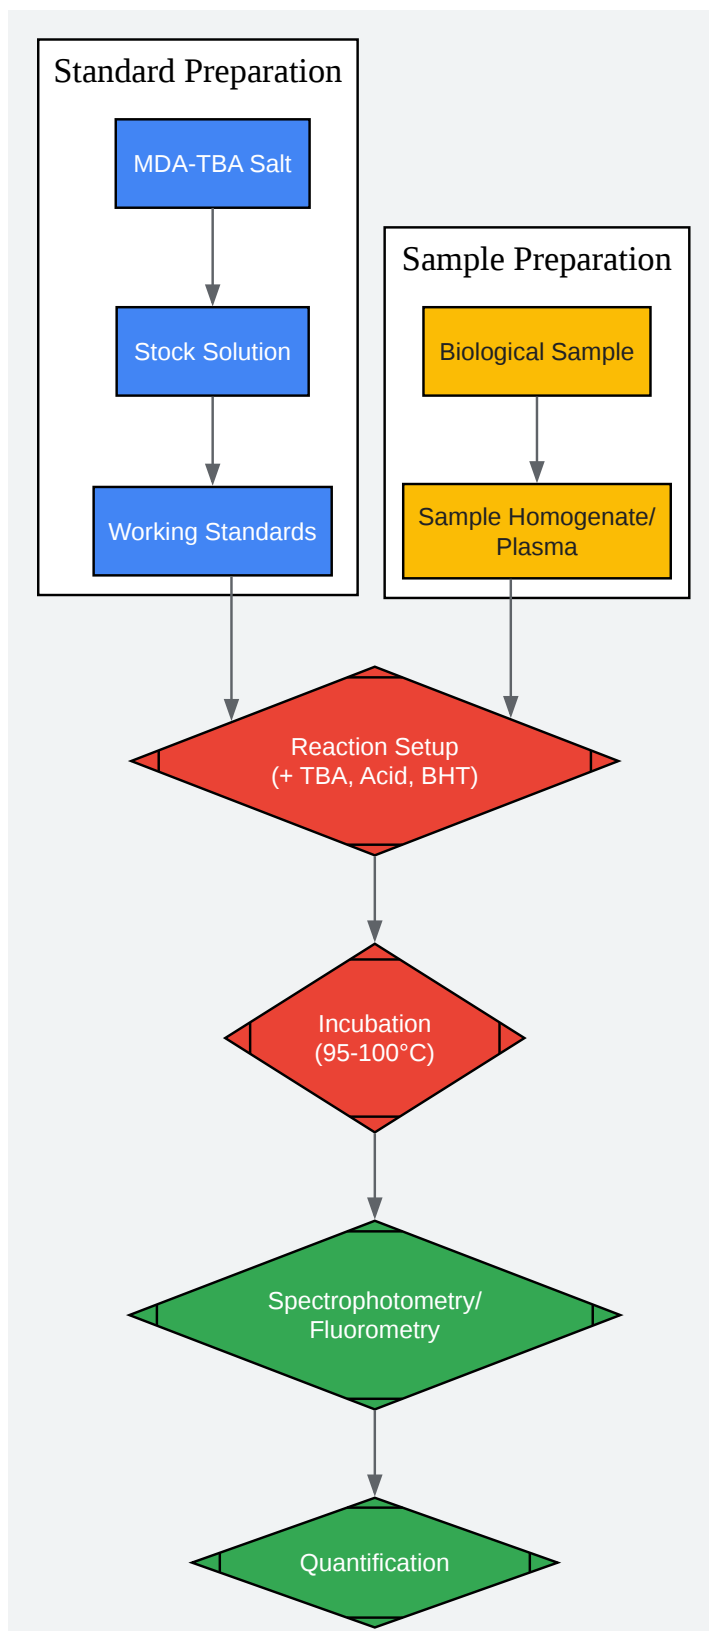 Standard Preparation
MDA-TBA Salt
Stock Solution
Working Standards
Sample Preparation
Biological Sample
Sample Homogenate/
Plasma
Reaction Setup
(+ TBA, Acid, BHT)
Incubation
(95-100°C)
Spectrophotometry/
Fluorometry
Quantification